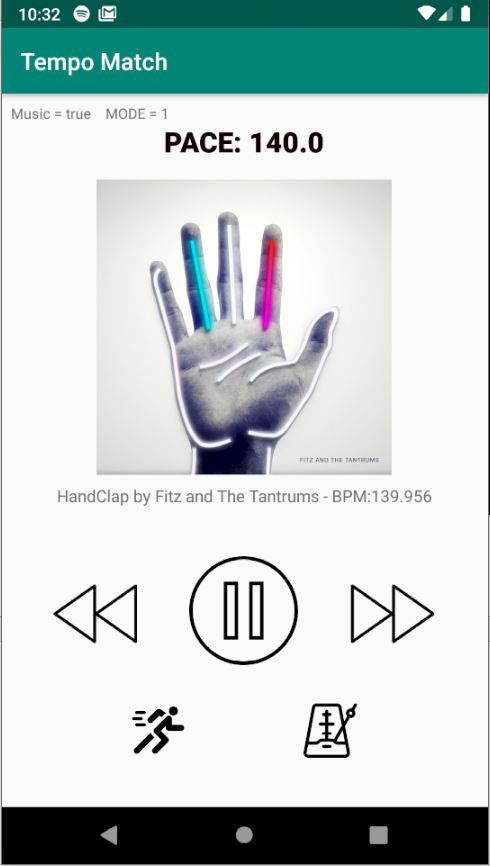 10:32
Tempo Match
Music = true MODE = 1
PACE: 140.0
FITZ AND THE TANTRUMS
HandClap by Fitz and The Tantrums - BPM:139.956